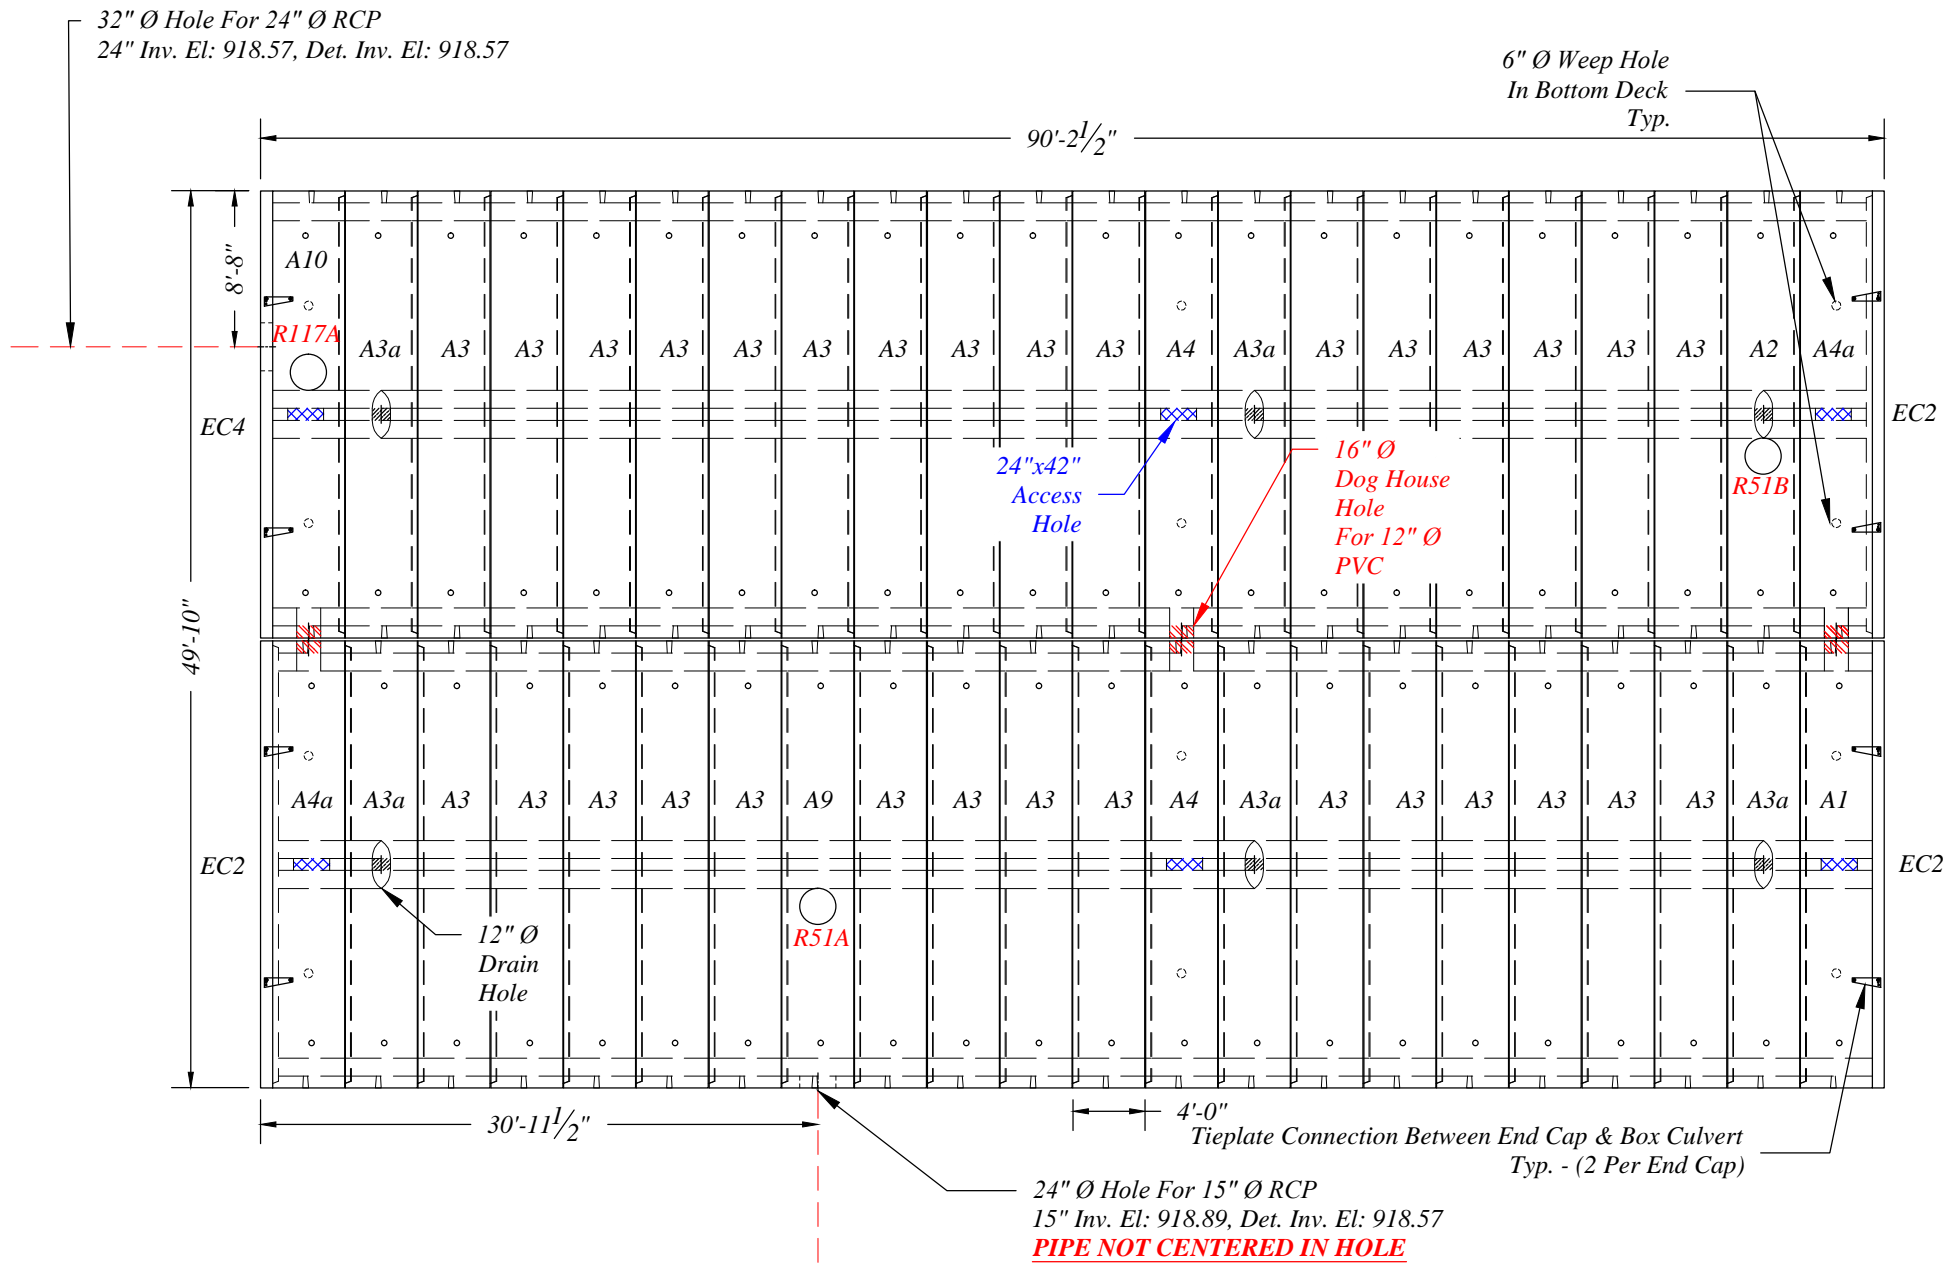 32" Ø Hole For 24" Ø RCP
24" Inv. El: 918.57, Det. Inv. El: 918.57
6" Ø Weep Hole
In Bottom Deck
Typ.
90'-2 1/2"
8'-8"
A10
R117A
A3a A3 A3 A3 A3 A3 A3 A3 A3 A3 A3 A4 A3a A3 A3 A3 A3 A3 A3 A2 A4a
EC4
EC2
24"x42"
Access
Hole
16" Ø
Dog House
Hole
For 12" Ø
PVC
R51B
49'-10"
A4a A3a A3 A3 A3 A3 A3 A9 A3 A3 A3 A3 A4 A3a A3 A3 A3 A3 A3 A3 A3a A1
EC2
EC2
12" Ø
Drain
Hole
R51A
30'-11 1/2"
4'-0"
Tieplate Connection Between End Cap & Box Culvert
Typ. - (2 Per End Cap)
24" Ø Hole For 15" Ø RCP
15" Inv. El: 918.89, Det. Inv. El: 918.57
PIPE NOT CENTERED IN HOLE